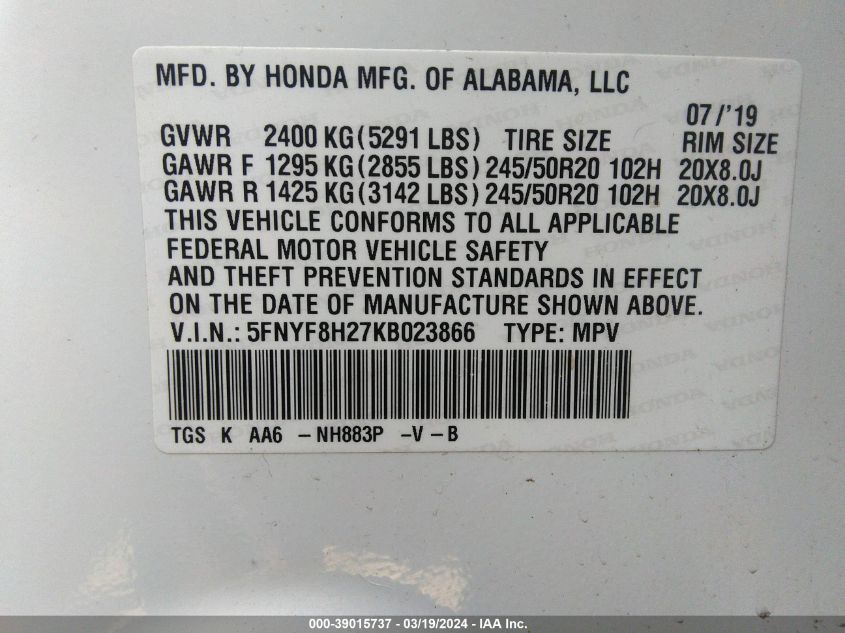 MFD. BY HONDA MFG. OF ALABAMA, LLC
07/'19
GVWR 2400 KG(5291 LBS) TIRE SIZE RIM SIZE
GAWR F 1295 KG(2855 LBS) 245/50R20 102H 20X8.0J
GAWR R 1425 KG(3142 LBS) 245/50R20 102H 20X8.0J
THIS VEHICLE CONFORMS TO ALL APPLICABLE
FEDERAL MOTOR VEHICLE SAFETY
AND THEFT PREVENTION STANDARDS IN EFFECT
ON THE DATE OF MANUFACTURE SHOWN ABOVE.
V.I.N.: 5FNYF8H27KB023866 TYPE: MPV
TGS K AA6 -NH883P -V -B
000-39015737 - 03/19/2024 - IAA Inc.